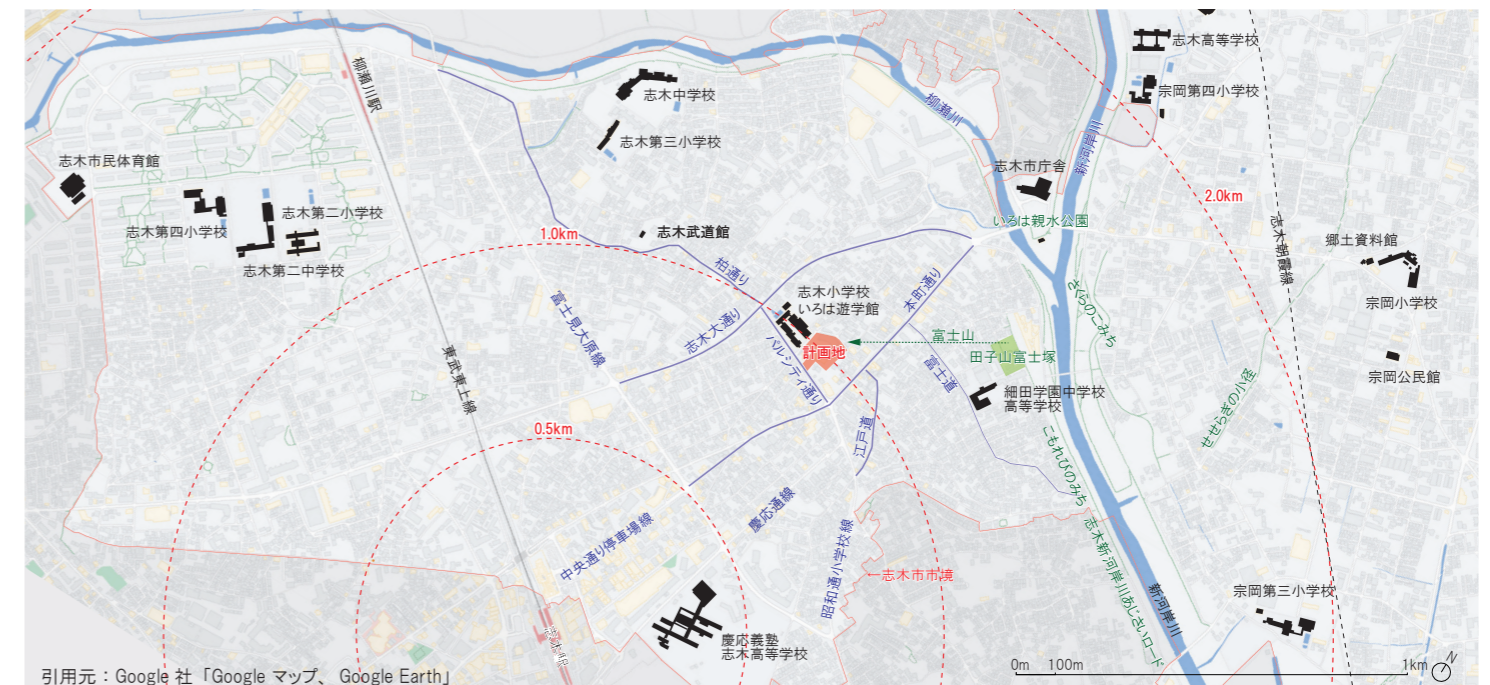 志木高等学校
柳瀬川駅
志木中学校
宗岡第四小学校
柳瀬川
新河岸川
志木第三小学校
志木市民体育館
志木市庁舎
2.0km
志木朝霞線
志木第二小学校
志木第四小学校
いろは親水公園
1.0km
志木武道館
郷土資料館
志木第二中学校
柏通り
本町通り
さくらのこみち
宗岡小学校
志木小学校
いろは遊学館
富士見大原線
志木大通り
富士山
計画地
田子山富士塚
パルシティ通り
富士道
宗岡公民館
東武東上線
細田学園中学校
高等学校
せせらぎの小径
江戸道
0.5km
こもれびのみち
慶応通線
中央通り停車場線
昭和通小学校線
志木新河岸川あじさいロード
←志木市市境
新河岸川
宗岡第三小学校
慶応義塾
志木高等学校
志木駅
引用元：Google 社「Google マップ、 Google Earth」
0m 100m 1km
N